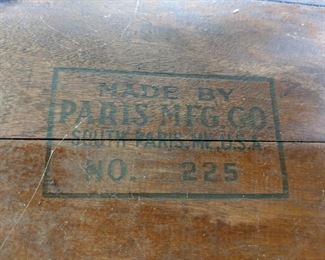 MADE BY
PARIS MFG. CO
SOUTH PARIS, ME. U.S.A
NO. 225